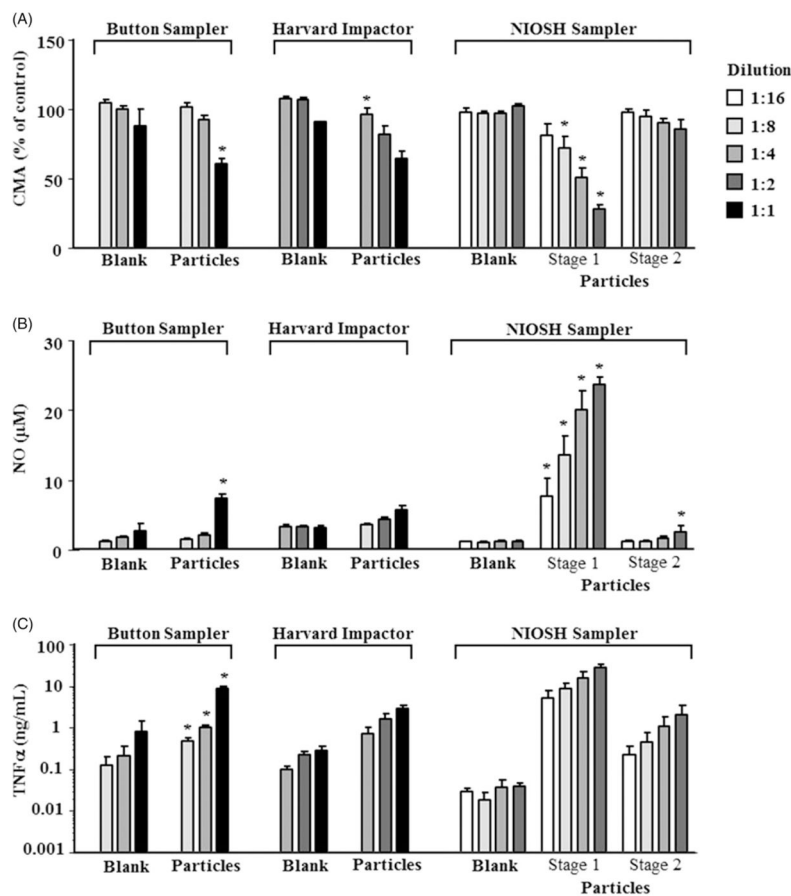 (A)
Button Sampler Harvard Impactor NIOSH Sampler
CMA (% of control)
150
100
50
0
* * * * *
Blank Particles Blank Particles Blank Stage 1 Stage 2
Particles
Dilution
1:16
1:8
1:4
1:2
1:1
(B)
Button Sampler Harvard Impactor NIOSH Sampler
NO (μM)
30
20
10
0
* * * * * *
Blank Particles Blank Particles Blank Stage 1 Stage 2
Particles
(C)
Button Sampler Harvard Impactor NIOSH Sampler
TNFα (ng/mL)
100
10
1
0.1
0.01
0.001
* * *
Blank Particles Blank Particles Blank Stage 1 Stage 2
Particles